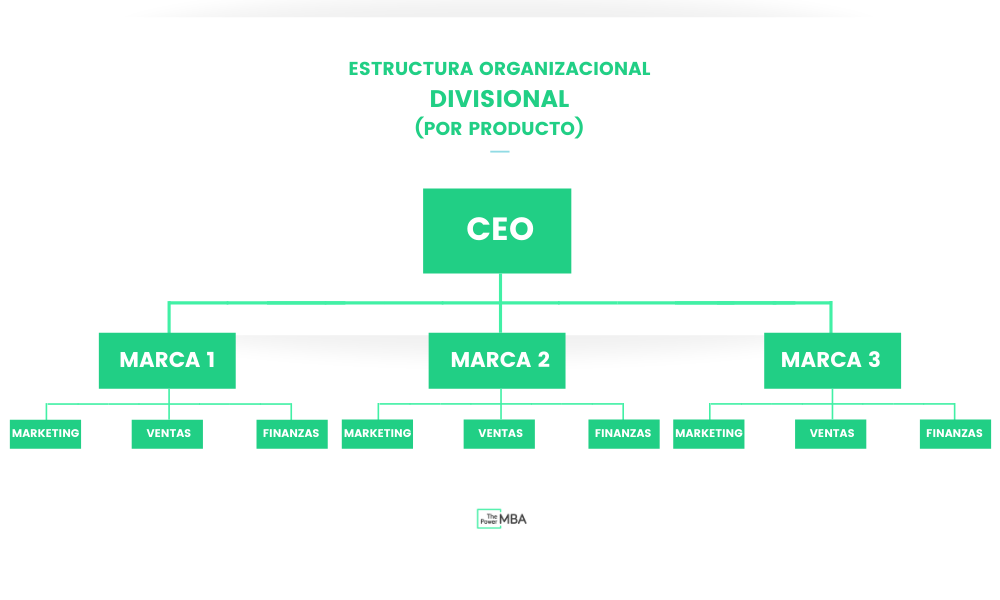 ESTRUCTURA ORGANIZACIONAL
DIVISIONAL
(POR PRODUCTO)
CEO
MARCA 1
MARCA 2
MARCA 3
MARKETING
VENTAS
FINANZAS
MARKETING
VENTAS
FINANZAS
MARKETING
VENTAS
FINANZAS
The
Power
MBA